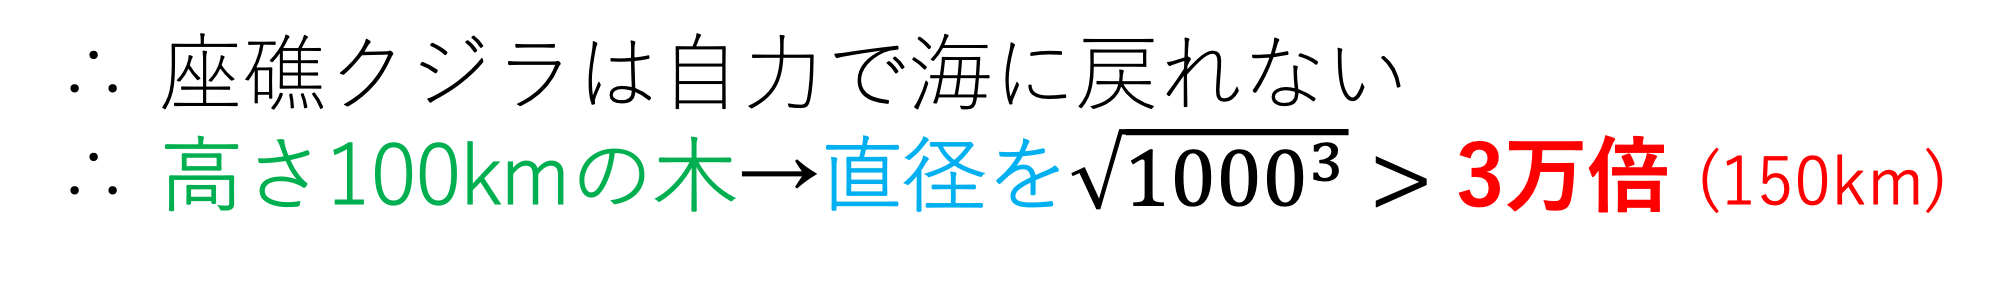 ∴ 座礁クジラは自力で海に戻れない
∴ 高さ100kmの木→直径を√1000³ > 3万倍 (150km)